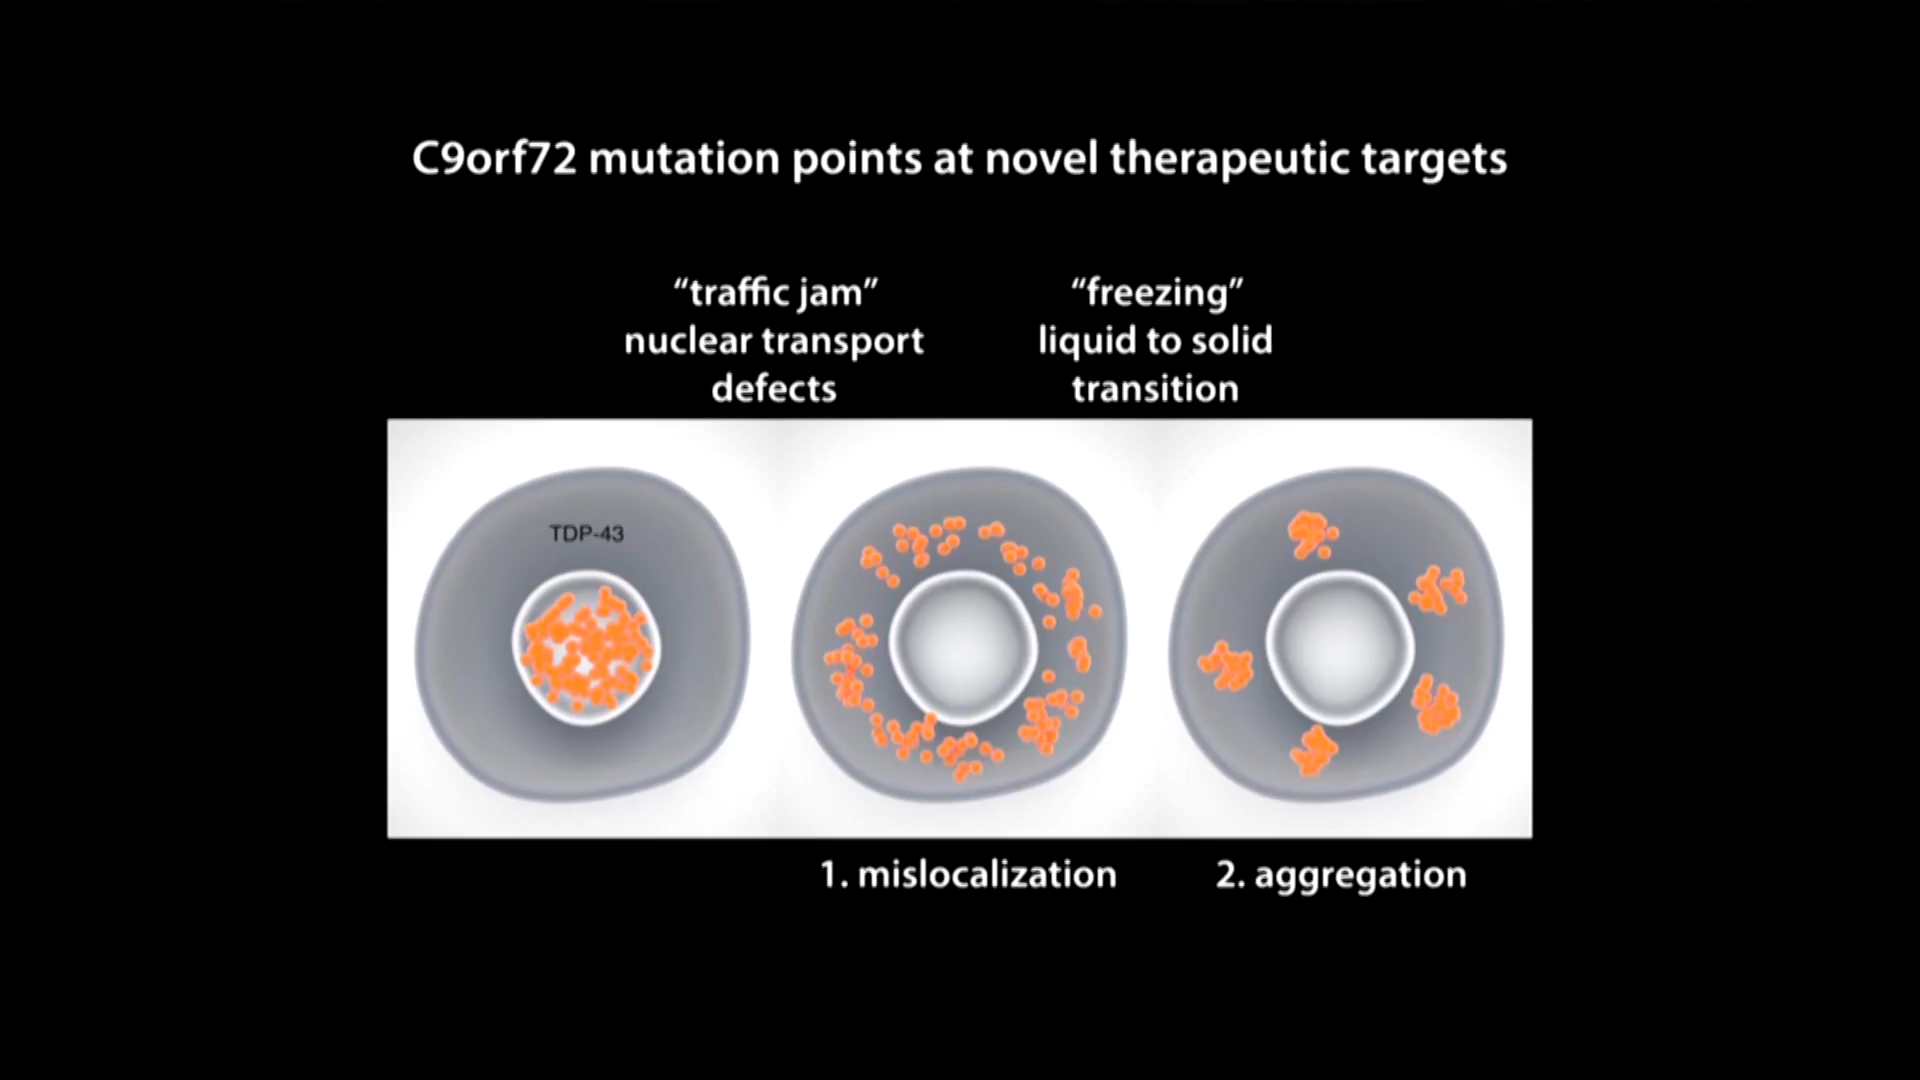 C9orf72 mutation points at novel therapeutic targets
“traffic jam”
nuclear transport
defects
“freezing”
liquid to solid
transition
TDP-43
1. mislocalization
2. aggregation